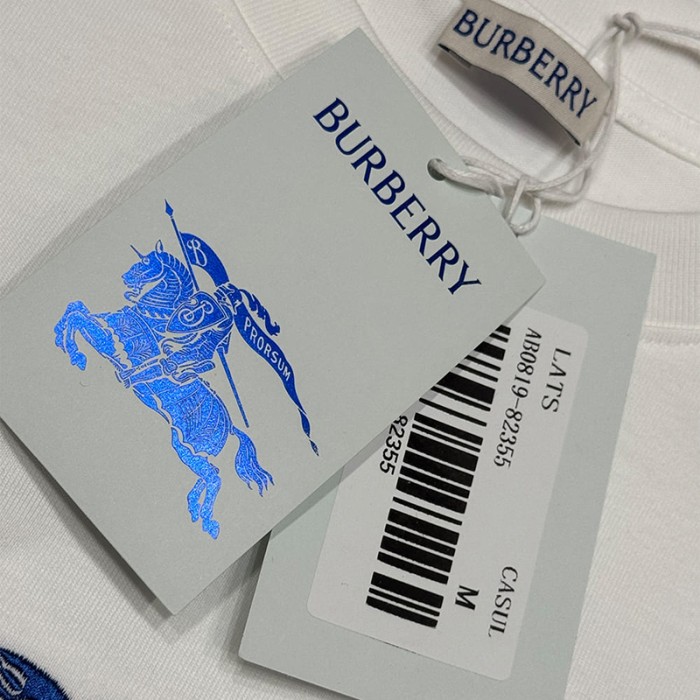 BURBERRY
BURBERRY
B
PRORSUM
LATS
AB0819-82355
CASUL
M
82355